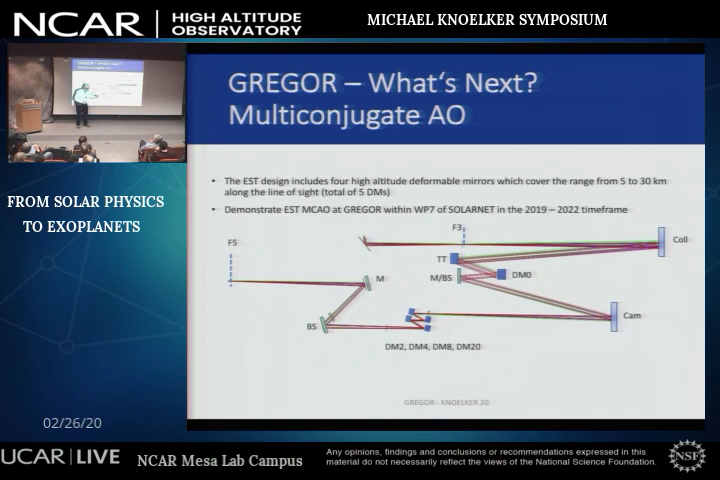 NCAR
HIGH ALTITUDE
OBSERVATORY
MICHAEL KNOELKER SYMPOSIUM
GREGOR – What's Next?
Multiconjugate AO
• The EST design includes four high altitude deformable mirrors which cover the range from 5 to 30 km
along the line of sight (total of 5 DMs)
• Demonstrate EST MCAO at GREGOR within WP7 of SOLARNET in the 2019 – 2022 timeframe
FROM SOLAR PHYSICS
TO EXOPLANETS
F3
F5
Coll
TT
M
M/BS
DM0
BS
Cam
DM2, DM4, DM8, DM20
GREGOR - KNOELKER 20
02/26/20
UCAR | LIVE
NCAR Mesa Lab Campus
Any opinions, findings and conclusions or recommendations expressed in this
material do not necessarily reflect the views of the National Science Foundation.
NSF